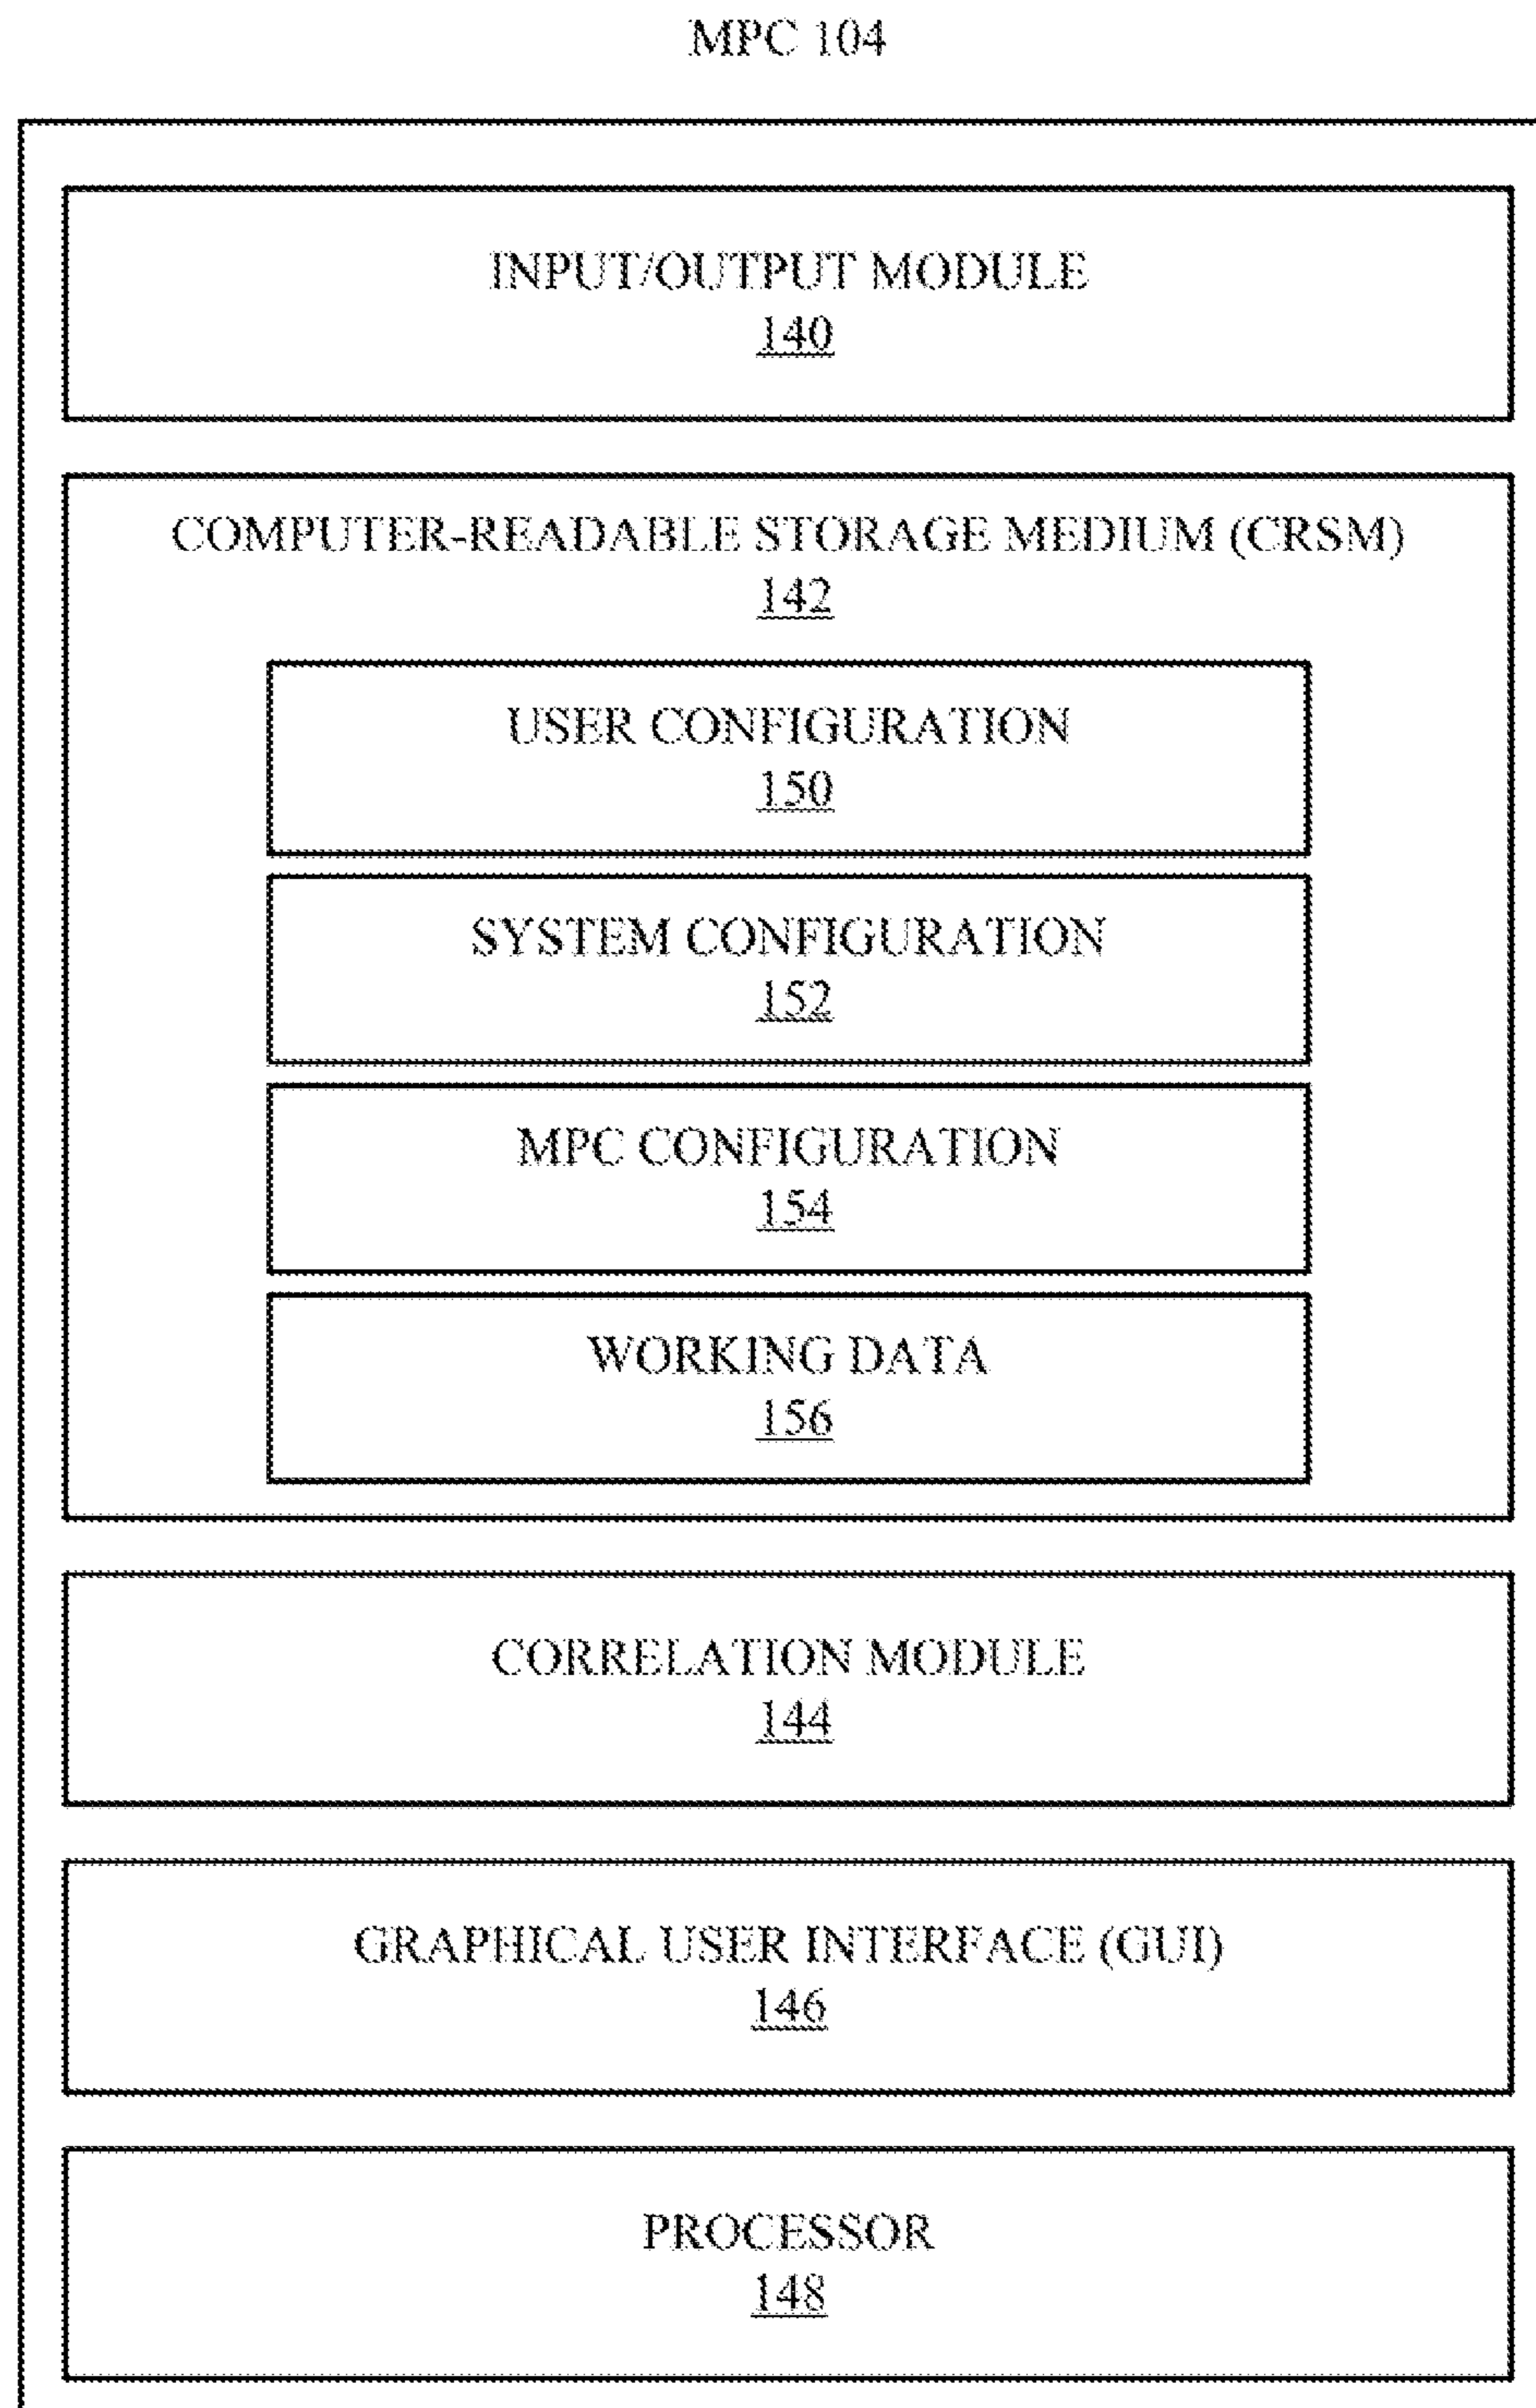 MPC 104
INPUT/OUTPUT MODULE
140
COMPUTER-READABLE STORAGE MEDIUM (CRSM)
142
USER CONFIGURATION
150
SYSTEM CONFIGURATION
152
MPC CONFIGURATION
154
WORKING DATA
156
CORRELATION MODULE
144
GRAPHICAL USER INTERFACE (GUI)
146
PROCESSOR
148